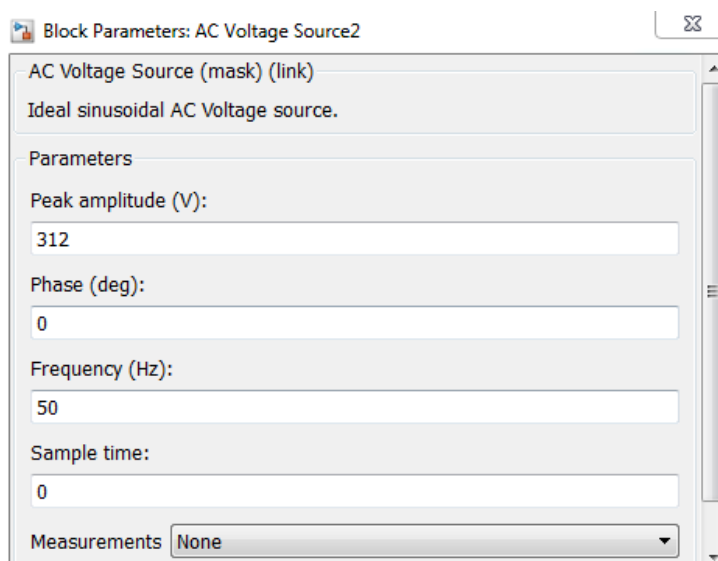 Block Parameters: AC Voltage Source2
AC Voltage Source (mask) (link)
Ideal sinusoidal AC Voltage source.
Parameters
Peak amplitude (V):
312
Phase (deg):
0
Frequency (Hz):
50
Sample time:
0
Measurements None